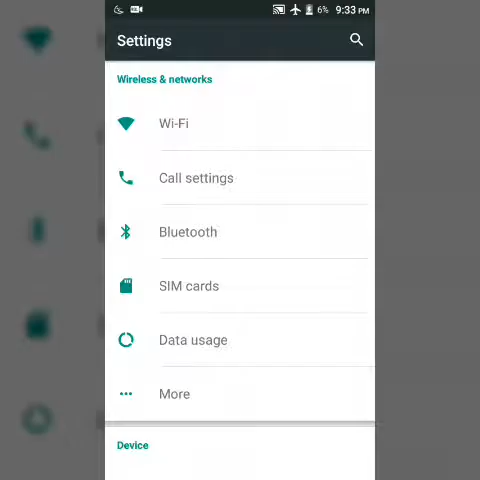 6% 9:33 PM
Settings
Wireless & networks
Wi-Fi
Call settings
Bluetooth
SIM cards
Data usage
More
Device